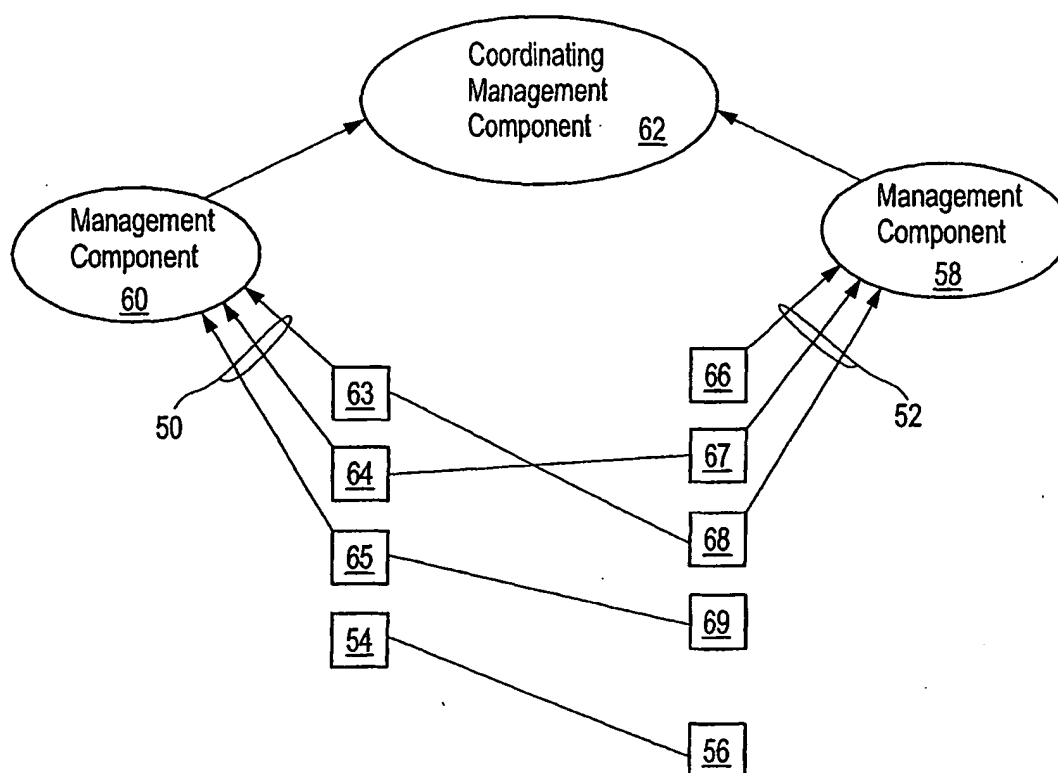 Coordinating
Management
Component 62
Management
Component
60
Management
Component
58
50
52
63
64
65
54
66
67
68
69
56